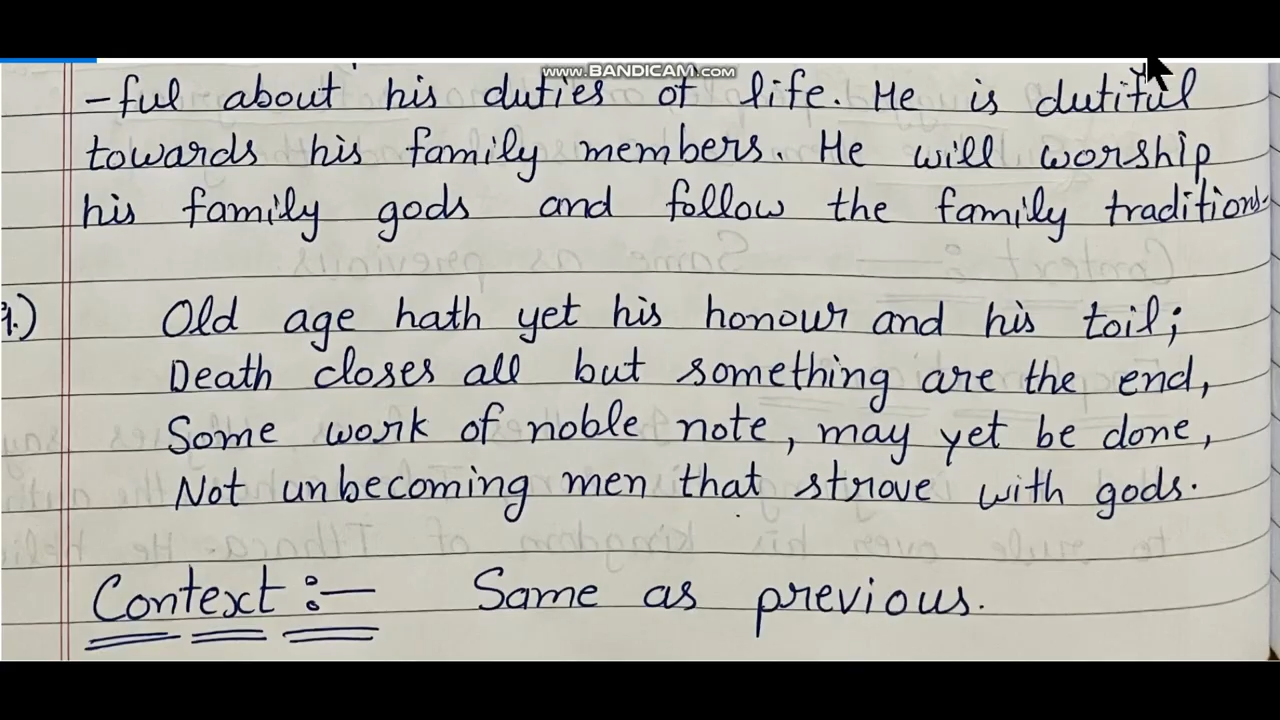 www.BANDICAM.com
-ful about his duties of life. He is dutiful
towards his family members. He will worship
his family gods and follow the family traditions.
Old age hath yet his honour and his toil;
Death closes all but something are the end,
Some work of noble note, may yet be done,
Not unbecoming men that strove with gods.
Context :— Same as previous.